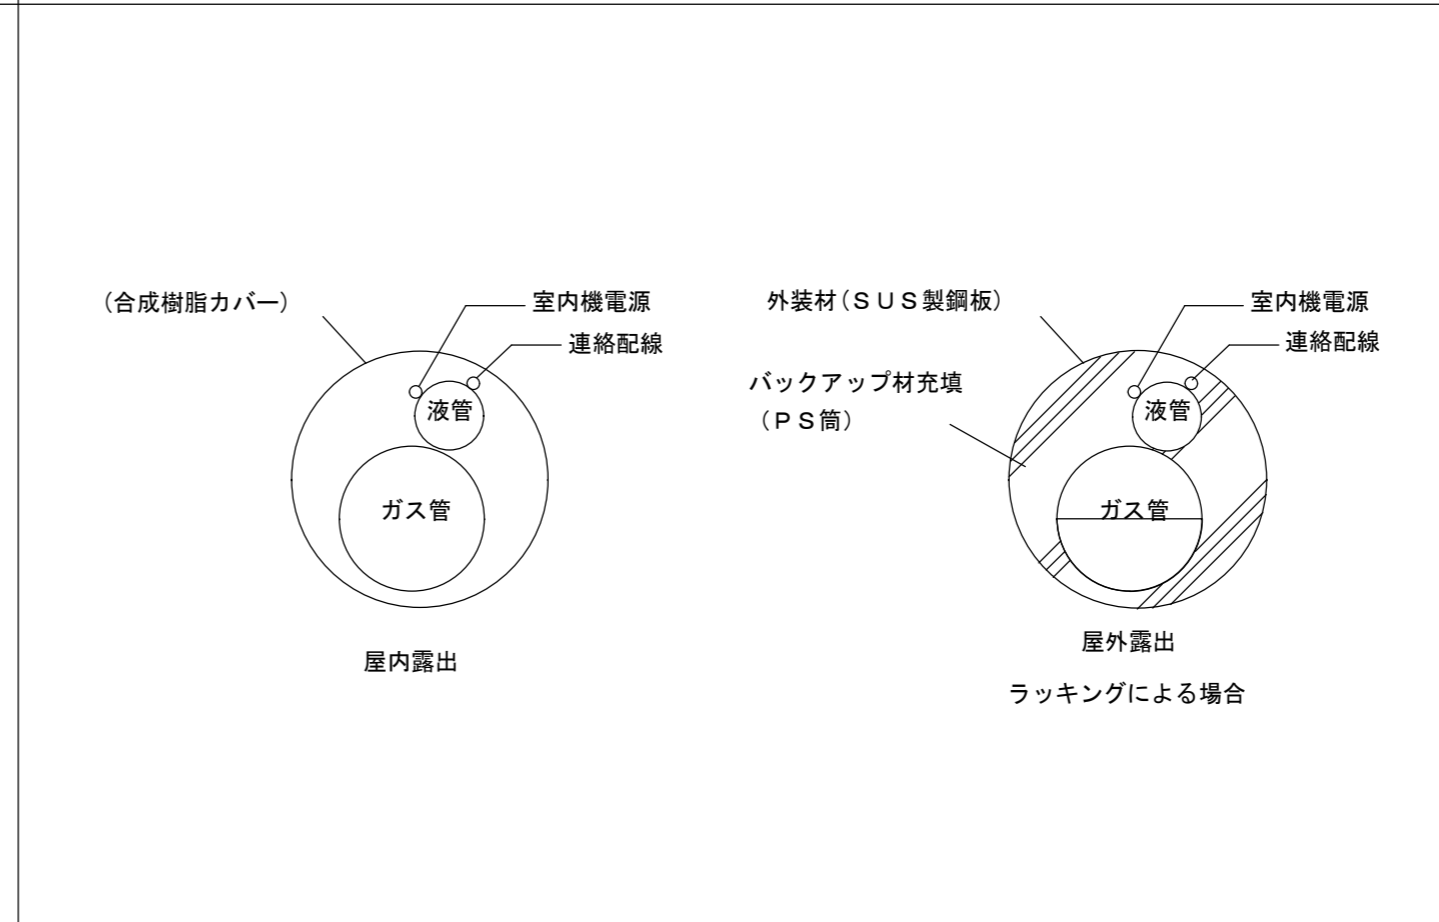 （合成樹脂カバー）
室内機電源
連絡配線
液管
ガス管
屋内露出
外装材（ＳＵＳ製鋼板）
室内機電源
連絡配線
バックアップ材充填
（ＰＳ筒）
液管
ガス管
屋外露出
ラッキングによる場合